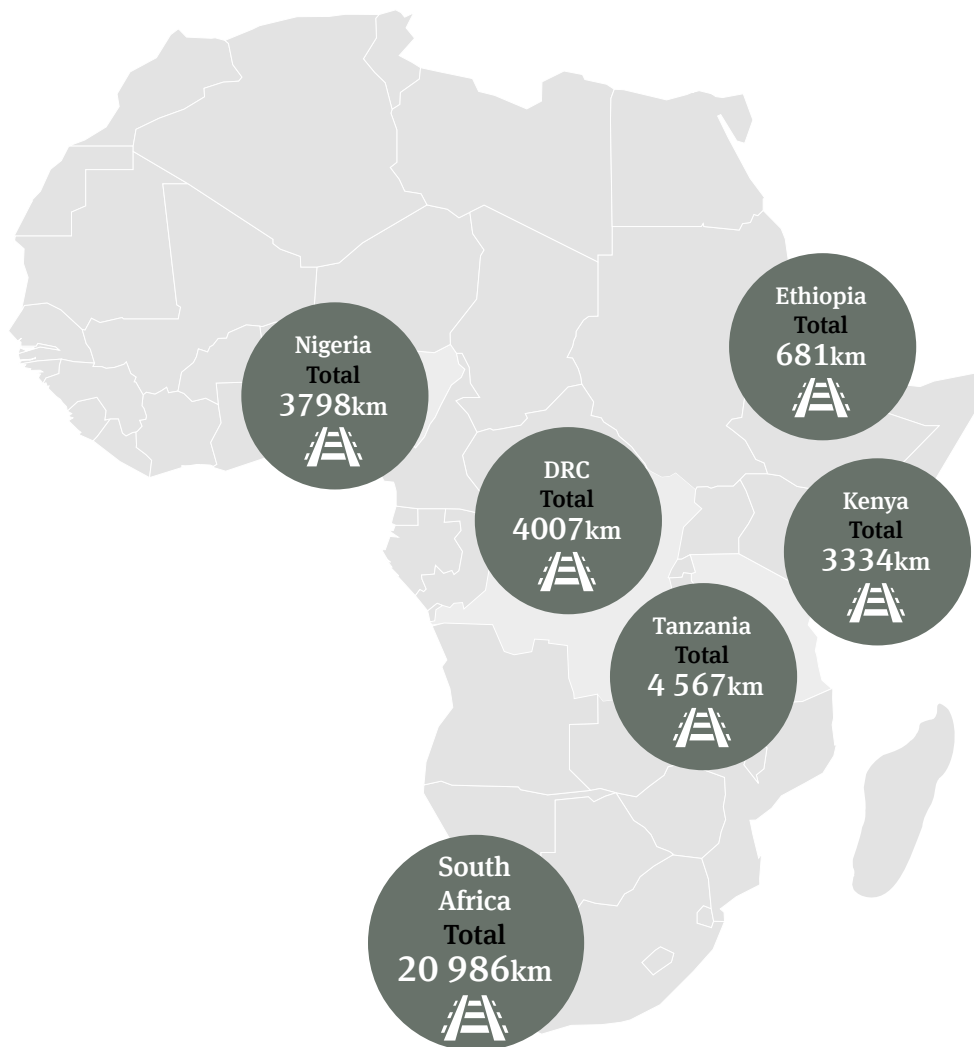 Ethiopia
Total
681km
Nigeria
Total
3798km
DRC
Total
4007km
Kenya
Total
3334km
Tanzania
Total
4 567km
South
Africa
Total
20 986km